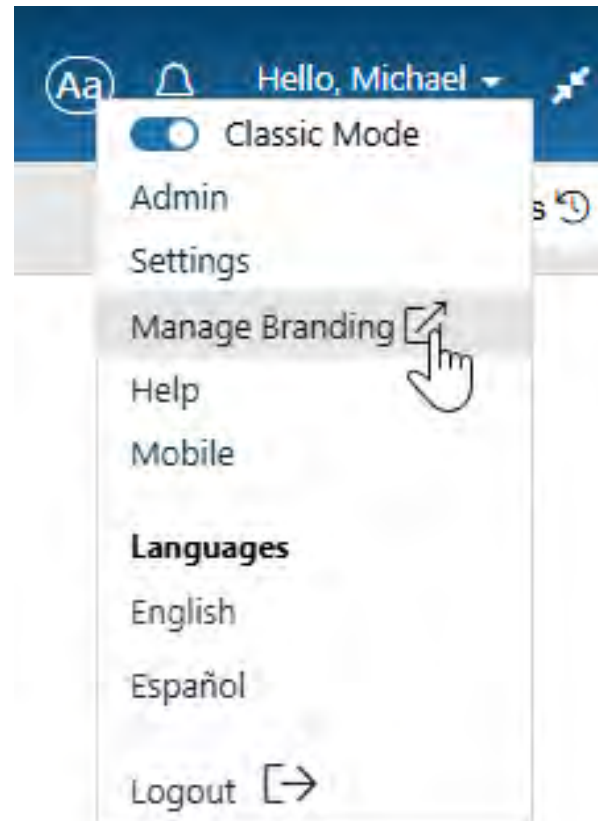 Aa Hello, Michael
Classic Mode
Admin
s
Settings
Manage Branding
Help
Mobile
Languages
English
Español
Logout